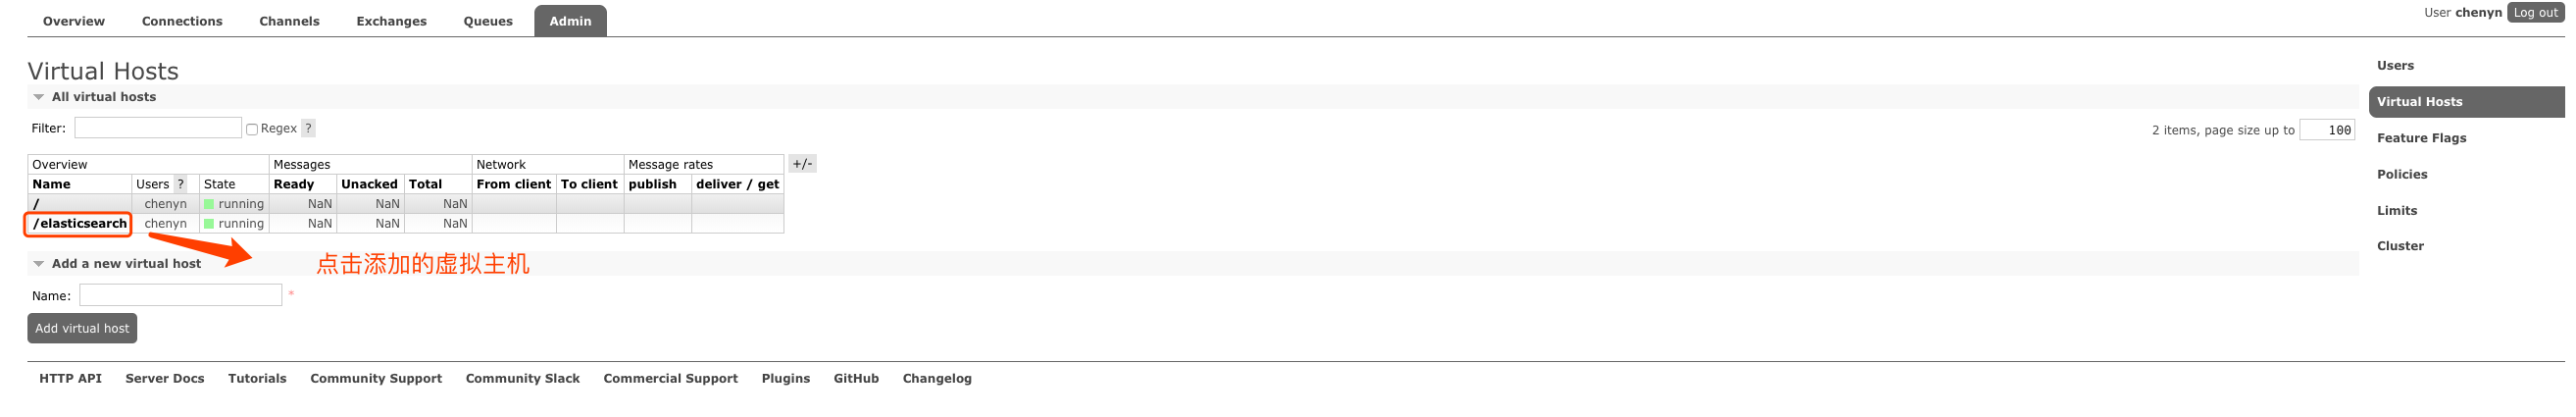 Overview Connections Channels Exchanges Queues Admin
User chenyn Log out
Virtual Hosts
All virtual hosts
Filter: Regex ?
2 items, page size up to 100
Overview Messages Network Message rates +/-
Name Users ? State Ready Unacked Total From client To client publish deliver / get
/ chenyn running NaN NaN NaN
/elasticsearch chenyn running NaN NaN NaN
点击添加的虚拟主机
Add a new virtual host
Name: *
Add virtual host
HTTP API Server Docs Tutorials Community Support Community Slack Commercial Support Plugins GitHub Changelog
Users
Virtual Hosts
Feature Flags
Policies
Limits
Cluster